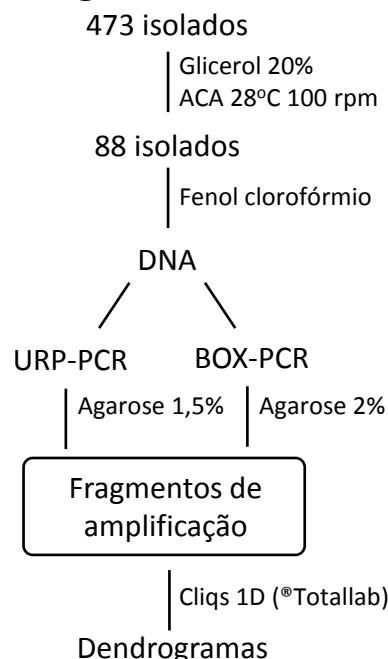 473 isolados
Glicerol 20%
ACA 28ºC 100 rpm
88 isolados
Fenol clorofórmio
DNA
URP-PCR
BOX-PCR
Agarose 1,5%
Agarose 2%
Fragmentos de
amplificação
Cliqs 1D (®Totallab)
Dendrogramas